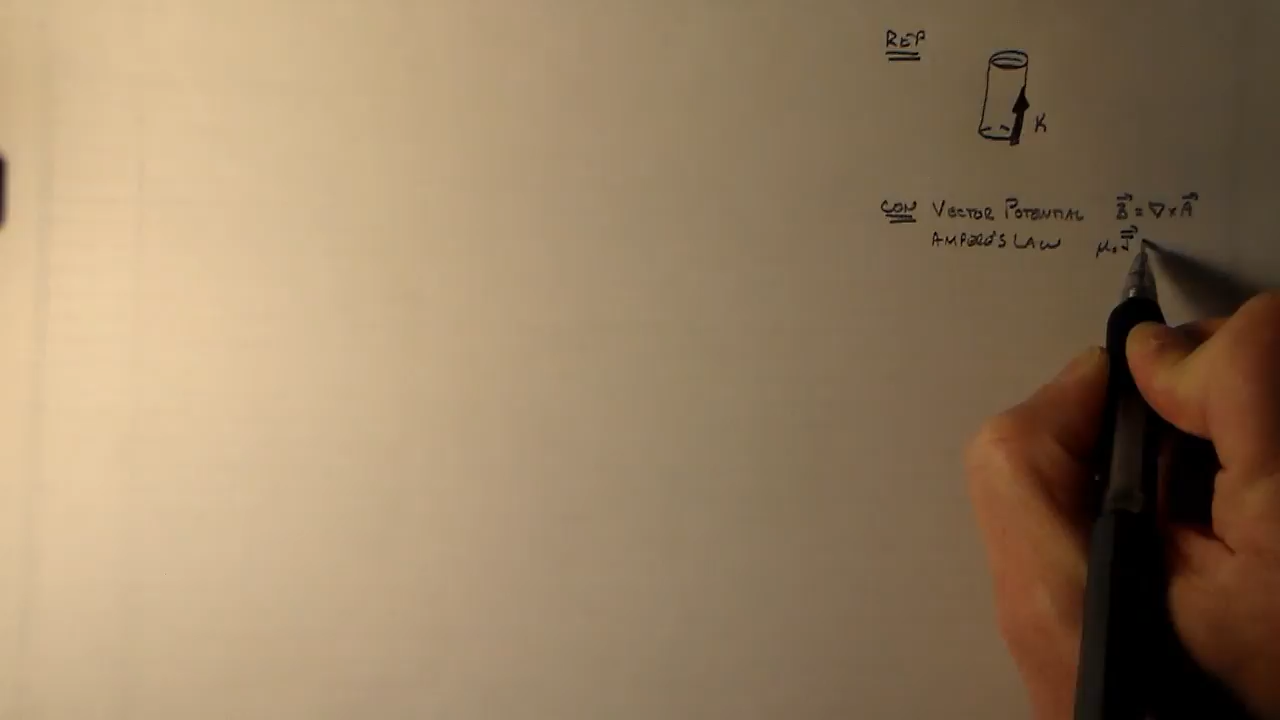 REP
K
CON VECTOR POTENTIAL B⃗ = ∇ × A⃗
AMPERE'S LAW μ₀J⃗